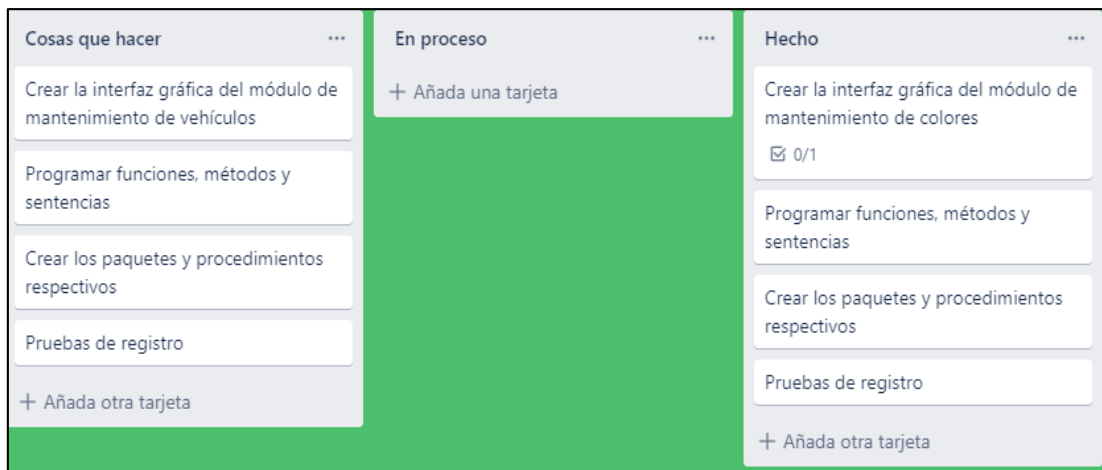 Cosas que hacer
Crear la interfaz gráfica del módulo de
mantenimiento de vehículos
Programar funciones, métodos y
sentencias
Crear los paquetes y procedimientos
respectivos
Pruebas de registro
+ Añada otra tarjeta
En proceso
+ Añada una tarjeta
Hecho
Crear la interfaz gráfica del módulo de
mantenimiento de colores
0/1
Programar funciones, métodos y
sentencias
Crear los paquetes y procedimientos
respectivos
Pruebas de registro
+ Añada otra tarjeta